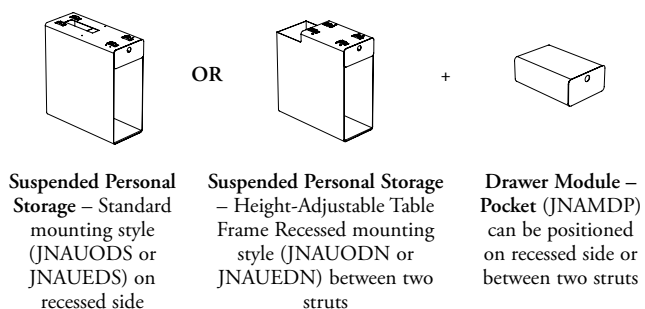 OR
+
Suspended Personal
Storage – Standard
mounting style
(JNAUODS or
JNAUEDS) on
recessed side
Suspended Personal Storage
– Height-Adjustable Table
Frame Recessed mounting
style (JNAUODN or
JNAUEDN) between two
struts
Drawer Module –
Pocket (JNAMDP)
can be positioned
on recessed side or
between two struts